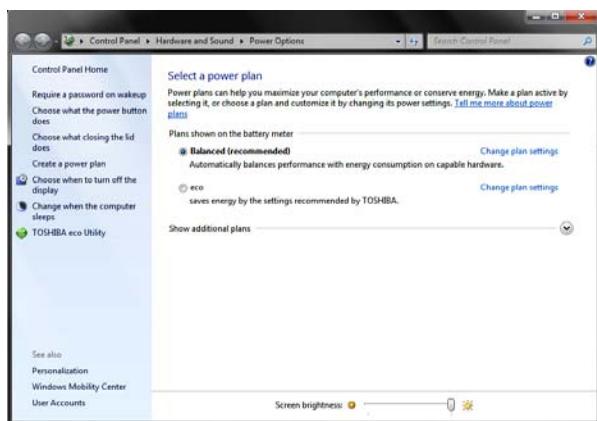 Control Panel ▸ Hardware and Sound ▸ Power Options
Search Control Panel
Control Panel Home
Require a password on wakeup
Choose what the power button
does
Choose what closing the lid
does
Create a power plan
Choose when to turn off the
display
Change when the computer
sleeps
TOSHIBA eco Utility
See also
Personalization
Windows Mobility Center
User Accounts
Select a power plan
Power plans can help you maximize your computer's performance or conserve energy. Make a plan active by
selecting it, or choose a plan and customize it by changing its power settings. Tell me more about power
plans
Plans shown on the battery meter
Balanced (recommended) Change plan settings
Automatically balances performance with energy consumption on capable hardware.
eco Change plan settings
saves energy by the settings recommended by TOSHIBA.
Show additional plans
Screen brightness: